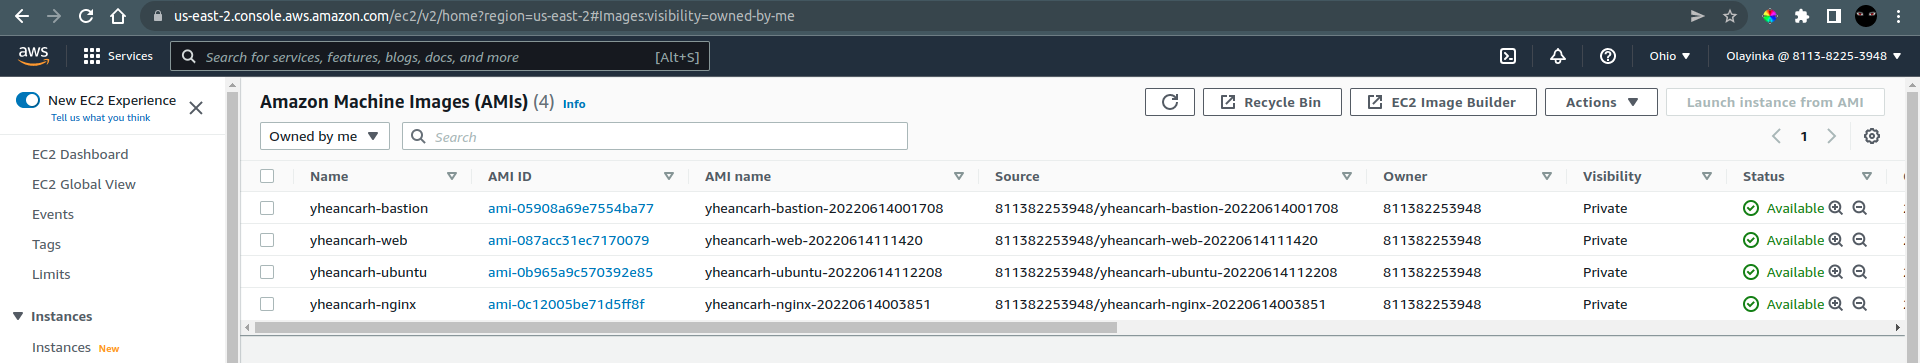 us-east-2.console.aws.amazon.com/ec2/v2/home?region=us-east-2#Images:visibility=owned-by-me
aws Services Search for services, features, blogs, docs, and more [Alt+S] Ohio Olayinka @ 8113-8225-3948
New EC2 Experience
Tell us what you think
EC2 Dashboard
EC2 Global View
Events
Tags
Limits
Instances
Instances New
Amazon Machine Images (AMIs) (4) Info Recycle Bin EC2 Image Builder Actions Launch instance from AMI
Owned by me Search 1
Name AMI ID AMI name Source Owner Visibility Status
yheancarh-bastion ami-05908a69e7554ba77 yheancarh-bastion-20220614001708 811382253948/yheancarh-bastion-20220614001708 811382253948 Private Available
yheancarh-web ami-087acc31ec7170079 yheancarh-web-20220614111420 811382253948/yheancarh-web-20220614111420 811382253948 Private Available
yheancarh-ubuntu ami-0b965a9c570392e85 yheancarh-ubuntu-20220614112208 811382253948/yheancarh-ubuntu-20220614112208 811382253948 Private Available
yheancarh-nginx ami-0c12005be71d5ff8f yheancarh-nginx-20220614003851 811382253948/yheancarh-nginx-20220614003851 811382253948 Private Available